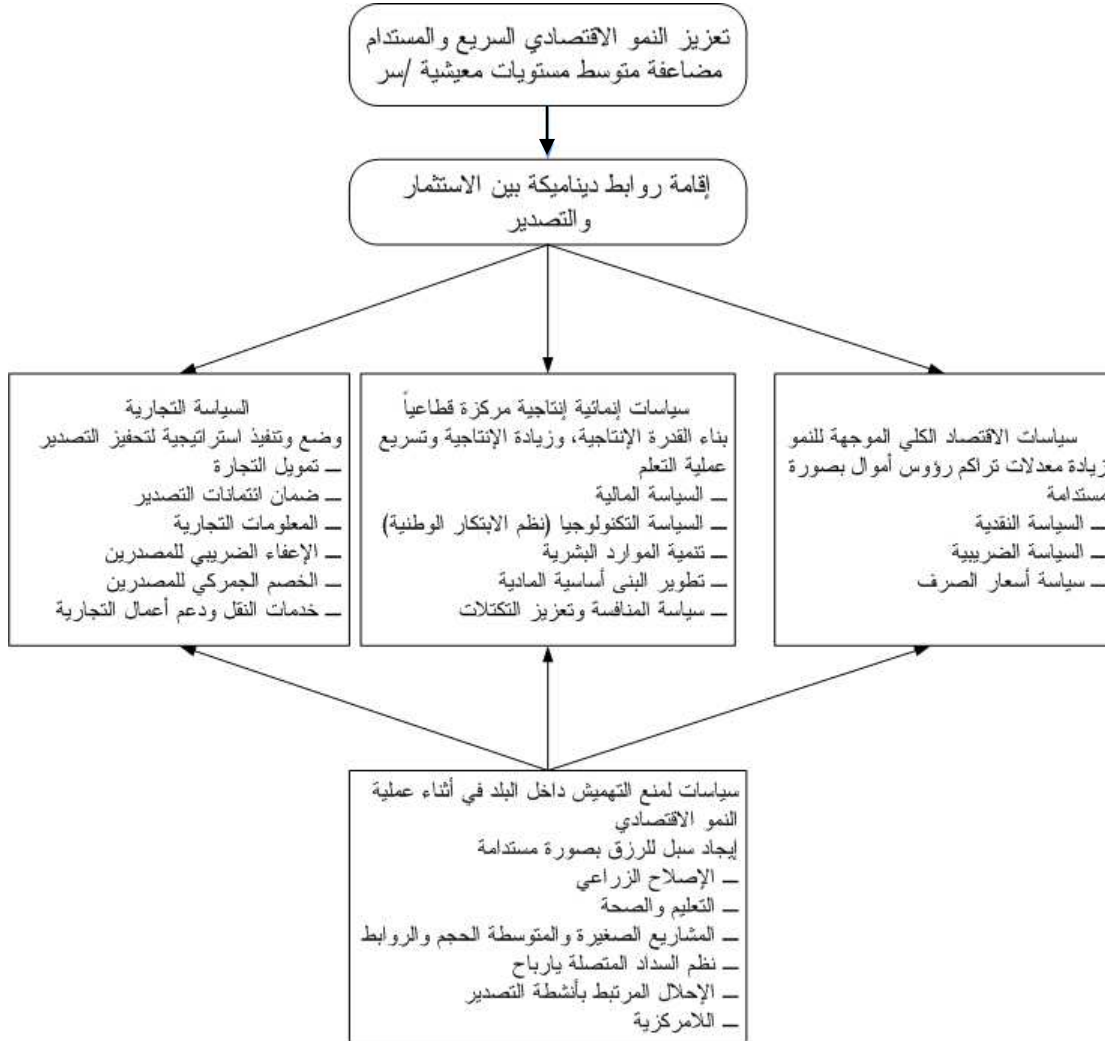 تعزيز النمو الاقتصادي السريع والمستدام
مضاعفة متوسط مستويات معيشية /سر
إقامة روابط ديناميكة بين الاستثمار
والتصدير
سياسات الاقتصاد الكلي الموجهة للنمو
زيادة معدلات تراكم رؤوس أموال بصورة
مستدامة
ـ السياسة النقدية
ـ السياسة الضريبية
ـ سياسة أسعار الصرف
سياسات إنمائية إنتاجية مركزة قطاعياً
بناء القدرة الإنتاجية، وزيادة الإنتاجية وتسريع
عملية التعلم
ـ السياسة المالية
ـ السياسة التكنولوجيا (نظم الابتكار الوطنية)
ـ تنمية الموارد البشرية
ـ تطوير البنى أساسية المادية
ـ سياسة المنافسة وتعزيز التكتلات
السياسة التجارية
وضع وتنفيذ استراتيجية لتحفيز التصدير
ـ تمويل التجارة
ـ ضمان ائتمانات التصدير
ـ المعلومات التجارية
ـ الإعفاء الضريبي للمصدرين
ـ الخصم الجمركي للمصدرين
ـ خدمات النقل ودعم أعمال التجارية
سياسات لمنع التهميش داخل البلد في أثناء عملية
النمو الاقتصادي
إيجاد سبل للرزق بصورة مستدامة
ـ الإصلاح الزراعي
ـ التعليم والصحة
ـ المشاريع الصغيرة والمتوسطة الحجم والروابط
ـ نظم السداد المتصلة يارباح
ـ الإحلال المرتبط بأنشطة التصدير
ـ اللامركزية